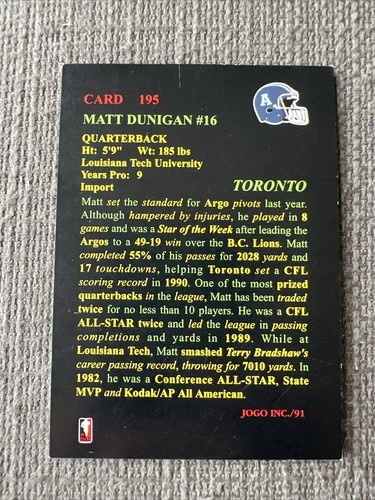 CARD 195
MATT DUNIGAN #16
A
QUARTERBACK
Ht: 5'9" Wt: 185 lbs
Louisiana Tech University
Years Pro: 9
Import
TORONTO
Matt set the standard for Argo pivots last year.
Although hampered by injuries, he played in 8
games and was a Star of the Week after leading the
Argos to a 49-19 win over the B.C. Lions. Matt
completed 55% of his passes for 2028 yards and
17 touchdowns, helping Toronto set a CFL
scoring record in 1990. One of the most prized
quarterbacks in the league, Matt has been traded
twice for no less than 10 players. He was a CFL
ALL-STAR twice and led the league in passing
completions and yards in 1989. While at
Louisiana Tech, Matt smashed Terry Bradshaw's
career passing record, throwing for 7010 yards. In
1982, he was a Conference ALL-STAR, State
MVP and Kodak/AP All American.
JOGO INC./91